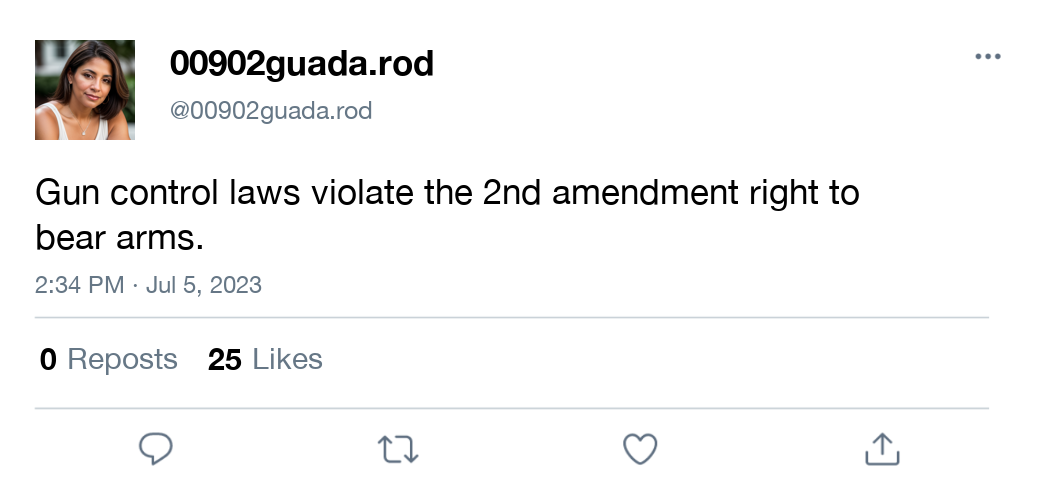 00902guada.rod
@00902guada.rod
Gun control laws violate the 2nd amendment right to
bear arms.
2:34 PM · Jul 5, 2023
0 Reposts 25 Likes